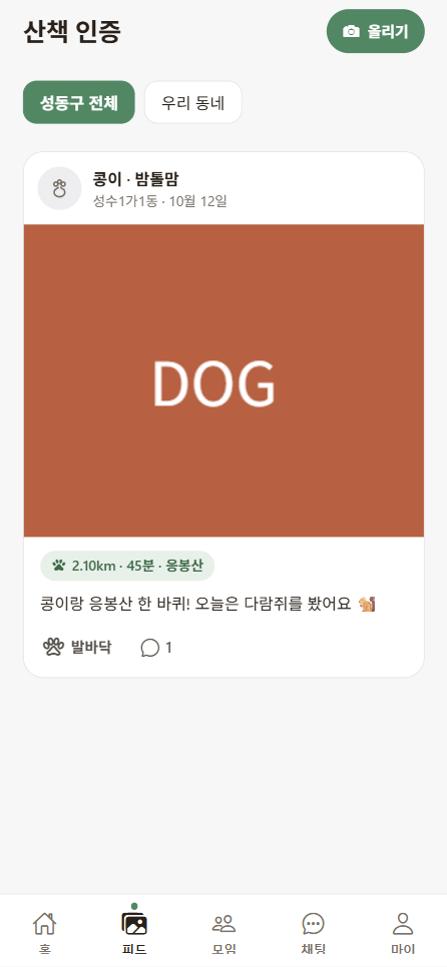 산책 인증
올리기
성동구 전체
우리 동네
콩이 · 밤톨맘
성수1가1동 · 10월 12일
DOG
2.10km · 45분 · 응봉산
콩이랑 응봉산 한 바퀴! 오늘은 다람쥐를 봤어요 🐿️
발바닥
1
홈
피드
모임
채팅
마이